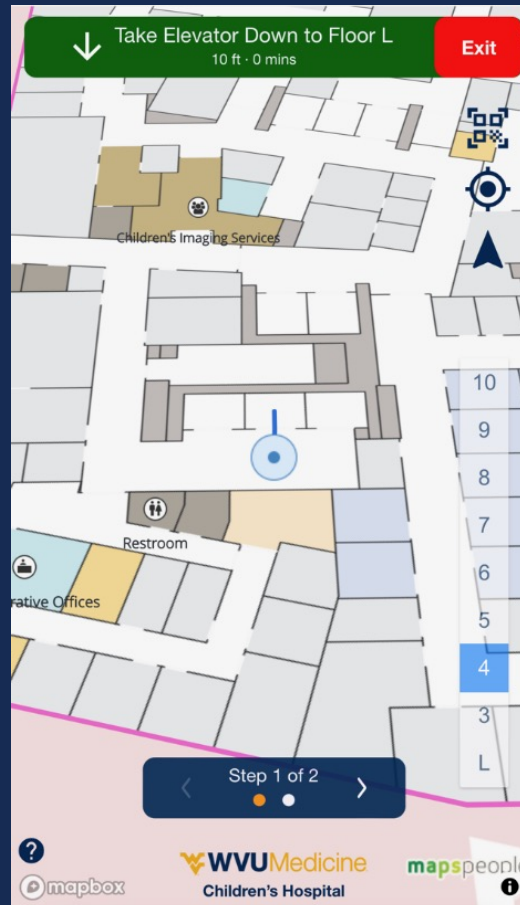 Take Elevator Down to Floor L
10 ft · 0 mins
Exit
Children's Imaging Services
10
9
8
7
6
5
4
3
L
Restroom
rative Offices
Step 1 of 2
?
WVUMedicine
Children's Hospital
mapbox
mapspeople
i